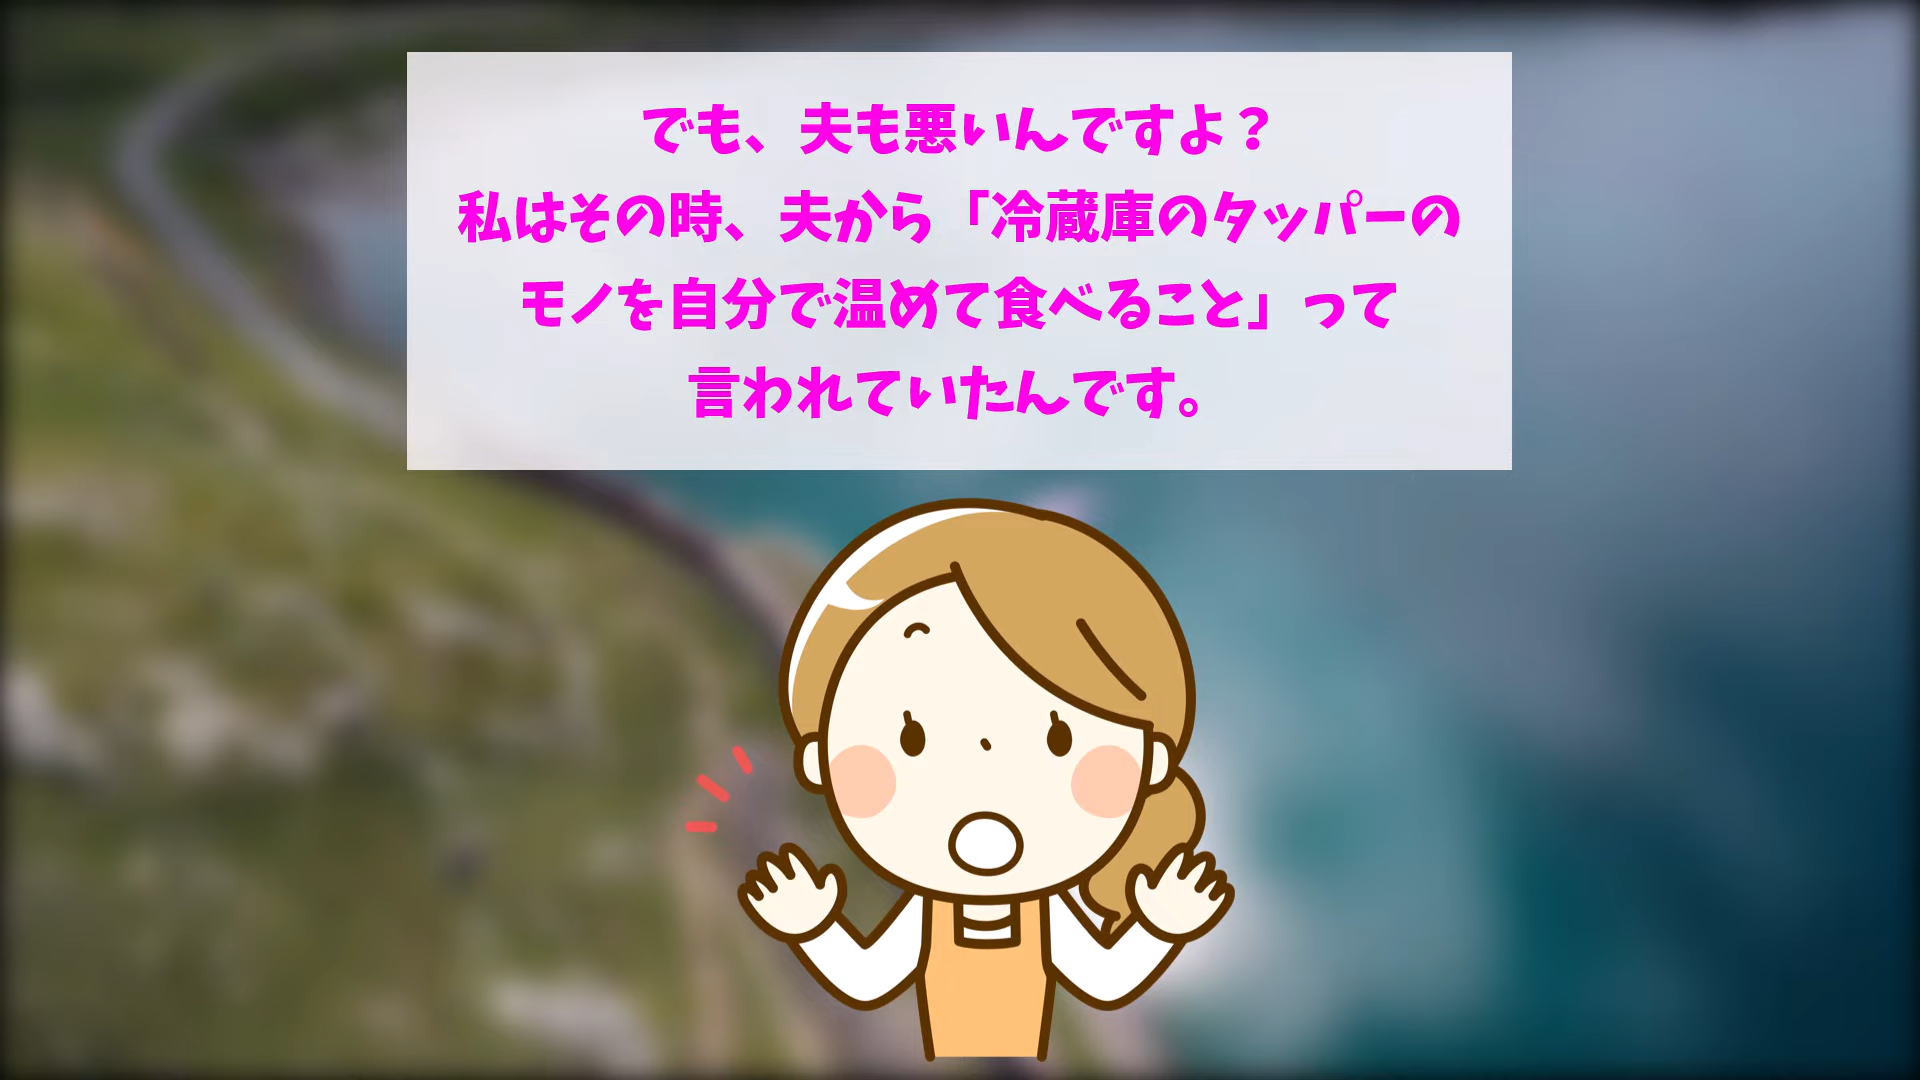 でも、夫も悪いんですよ？
私はその時、夫から「冷蔵庫のタッパーの
モノを自分で温めて食べること」って
言われていたんです。